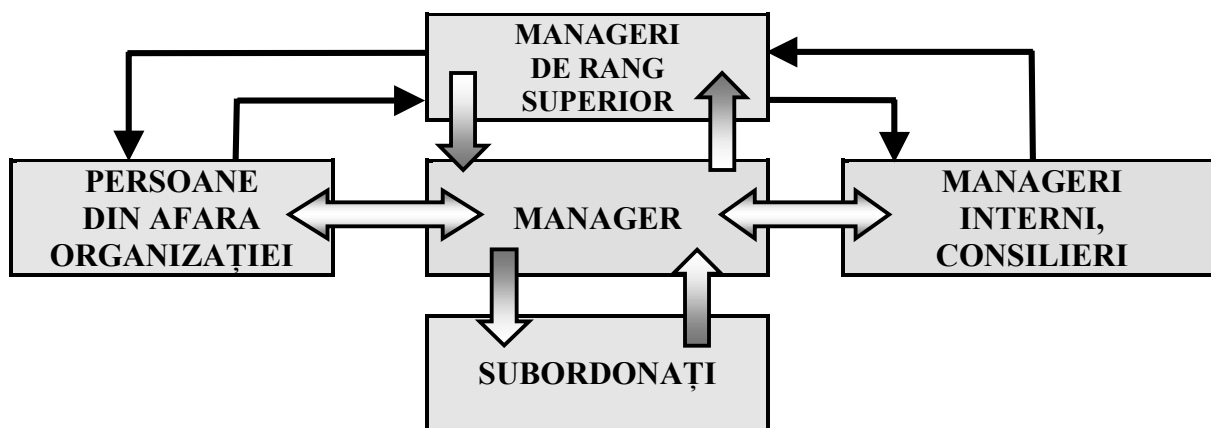 MANAGERI
DE RANG
SUPERIOR
PERSOANE
DIN AFARA
ORGANIZAȚIEI
MANAGER
MANAGERI
INTERNI,
CONSILIERI
SUBORDONAȚI